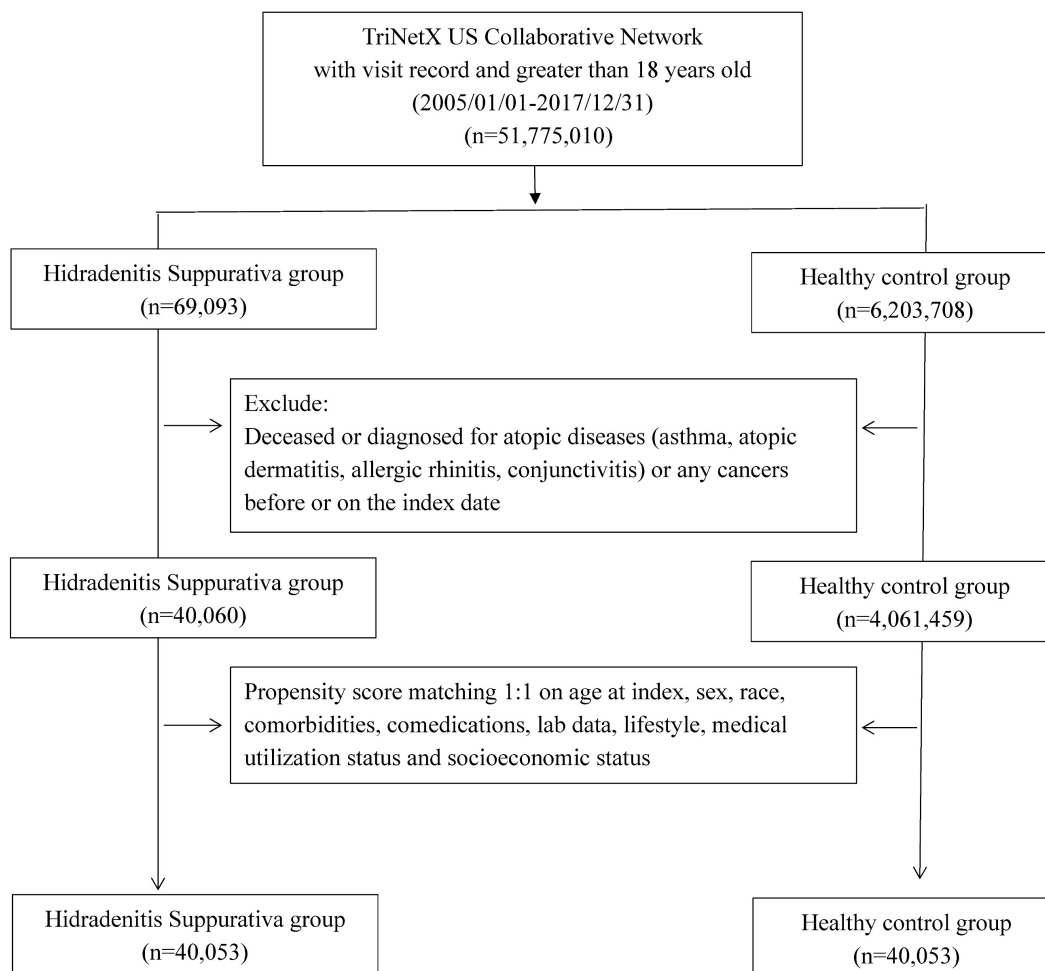 TriNetX US Collaborative Network
with visit record and greater than 18 years old
(2005/01/01-2017/12/31)
(n=51,775,010)
Hidradenitis Suppurativa group
(n=69,093)
Healthy control group
(n=6,203,708)
Exclude:
Deceased or diagnosed for atopic diseases (asthma, atopic
dermatitis, allergic rhinitis, conjunctivitis) or any cancers
before or on the index date
Hidradenitis Suppurativa group
(n=40,060)
Healthy control group
(n=4,061,459)
Propensity score matching 1:1 on age at index, sex, race,
comorbidities, comedications, lab data, lifestyle, medical
utilization status and socioeconomic status
Hidradenitis Suppurativa group
(n=40,053)
Healthy control group
(n=40,053)